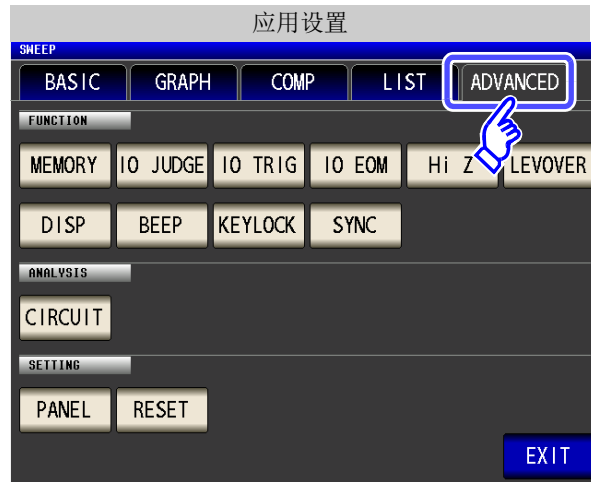 应用设置
SWEEP
BASIC GRAPH COMP LIST ADVANCED
FUNCTION
MEMORY IO JUDGE IO TRIG IO EOM Hi Z LEVOVER
DISP BEEP KEYLOCK SYNC
ANALYSIS
CIRCUIT
SETTING
PANEL RESET
EXIT